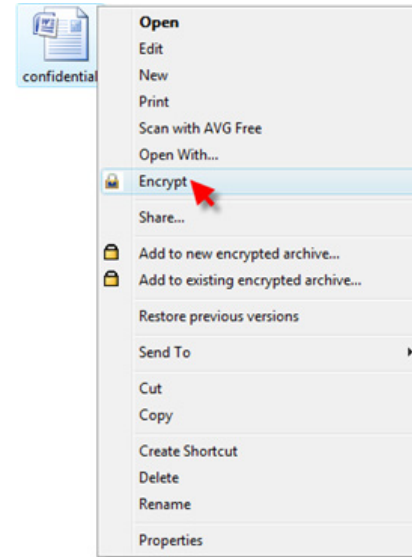 confidential
Open
Edit
New
Print
Scan with AVG Free
Open With...
Encrypt
Share...
Add to new encrypted archive...
Add to existing encrypted archive...
Restore previous versions
Send To
Cut
Copy
Create Shortcut
Delete
Rename
Properties